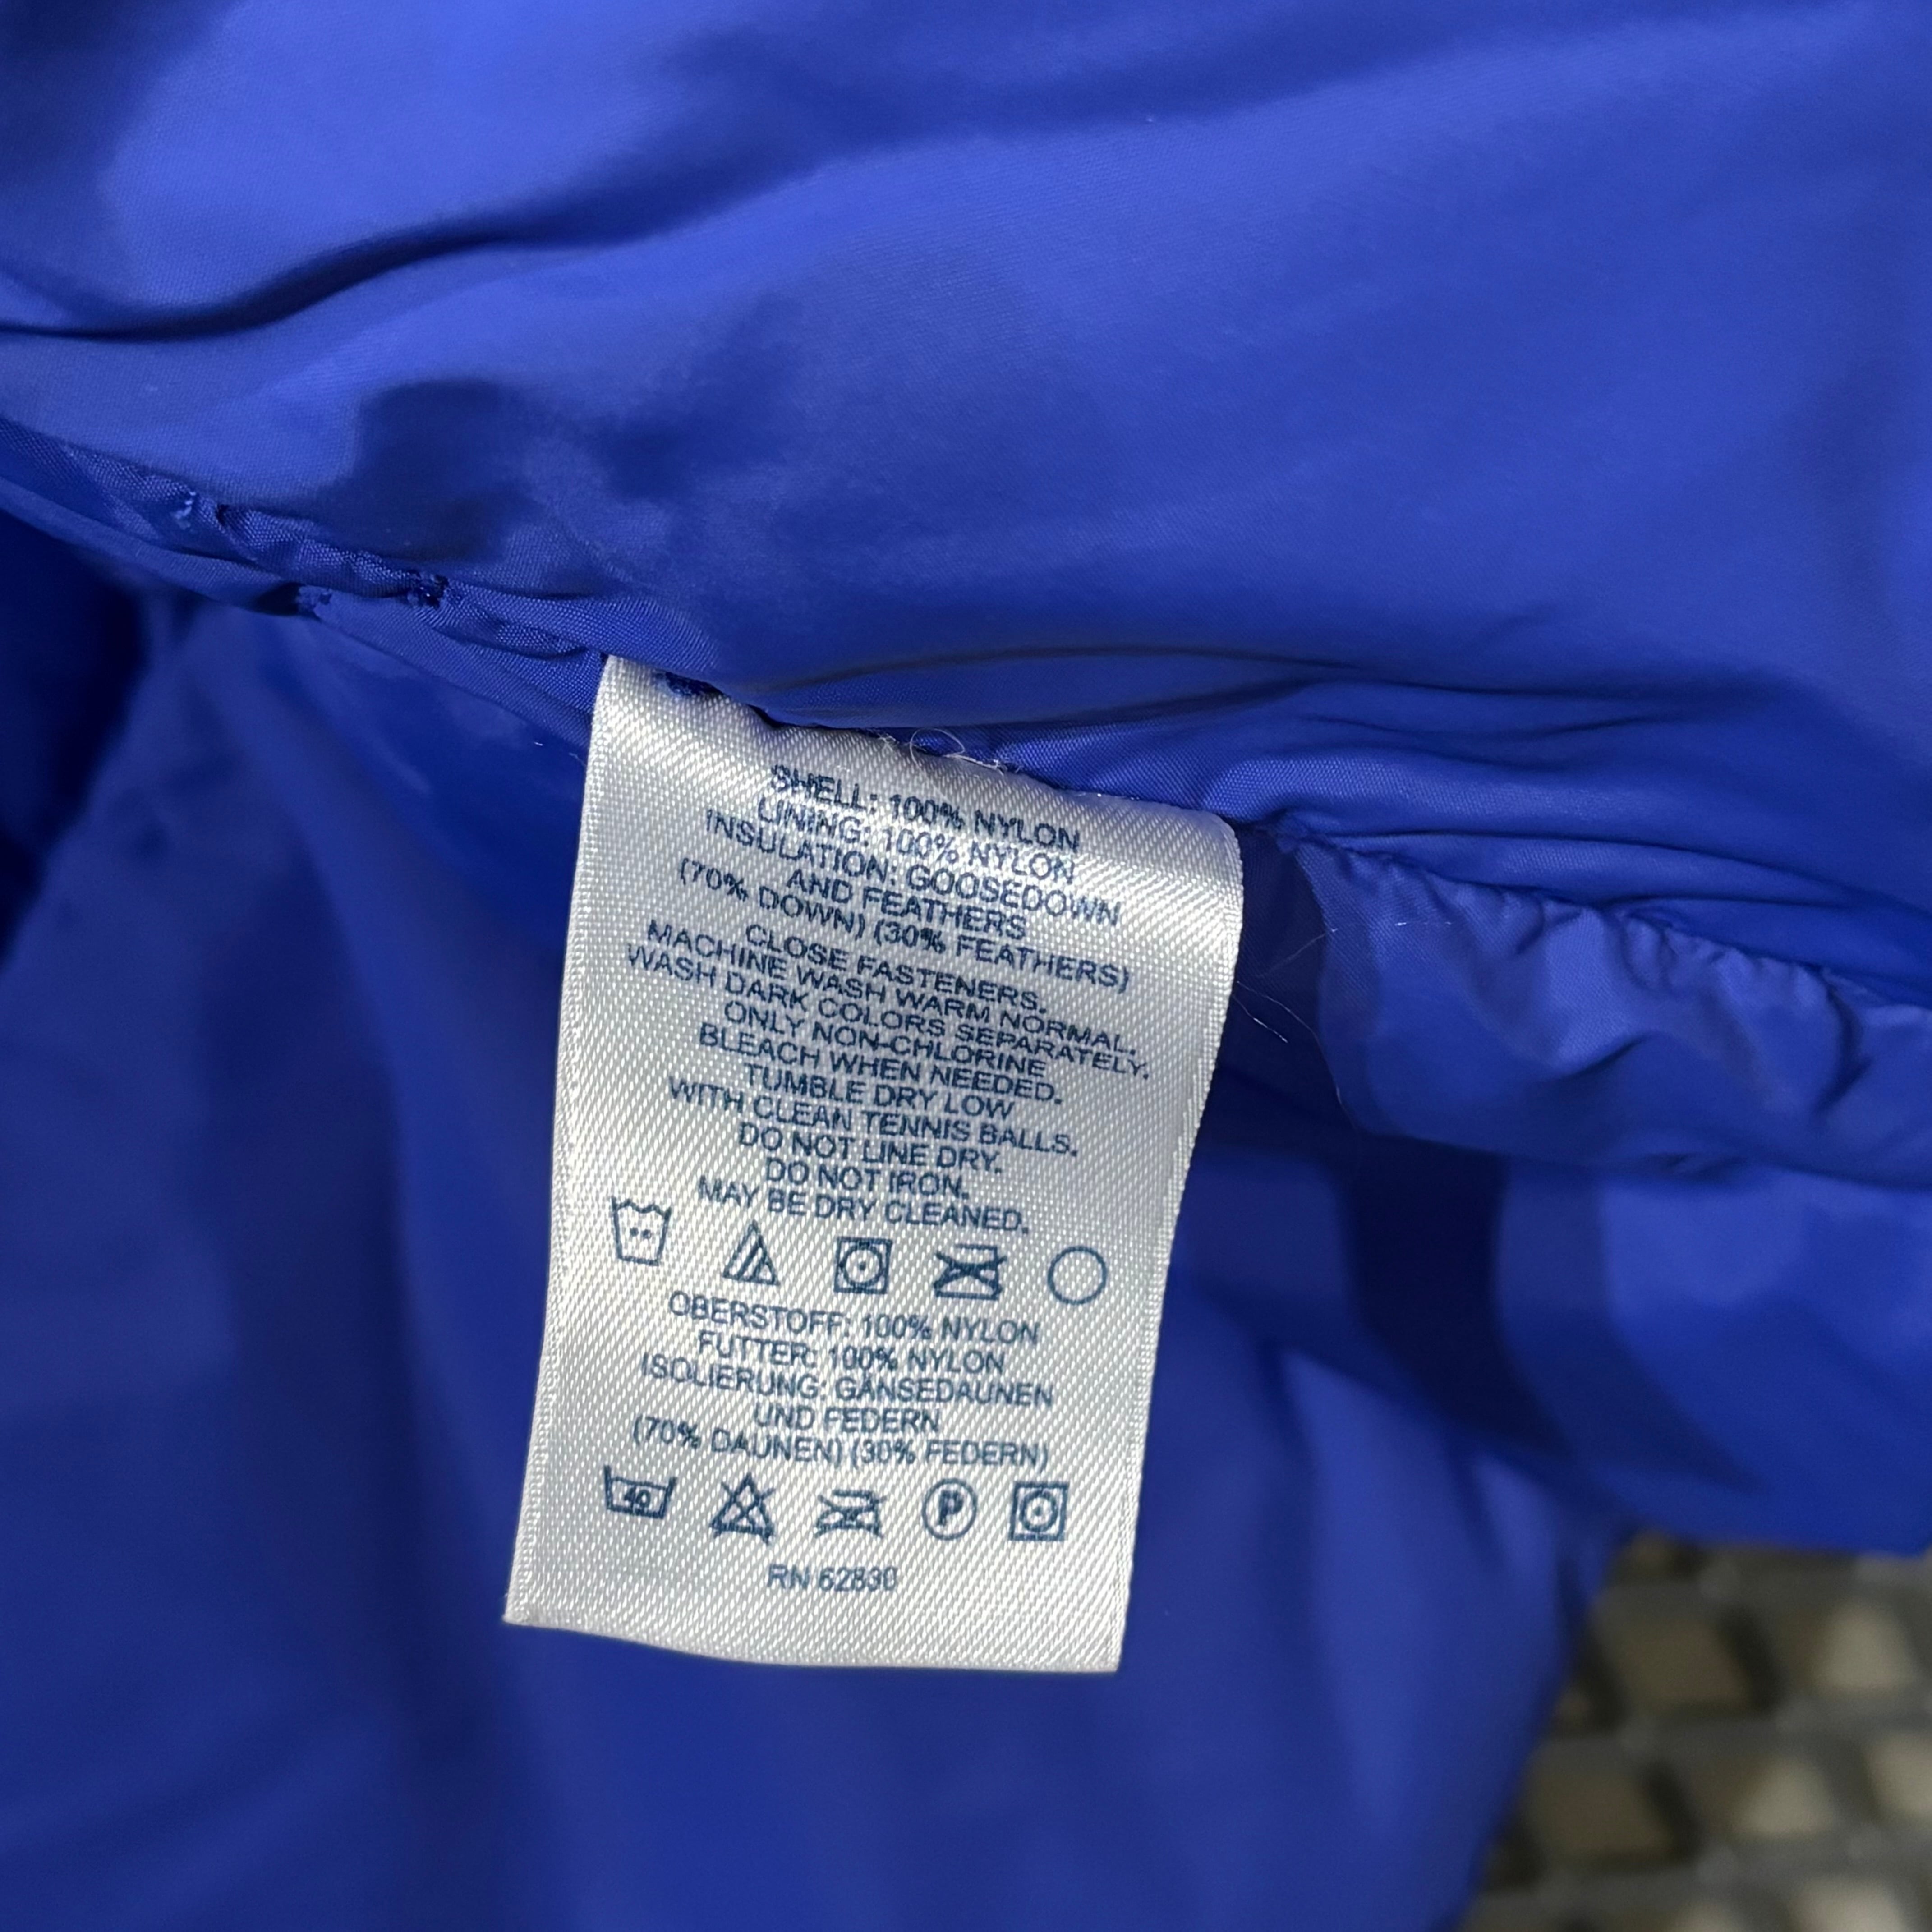 SHELL: 100% NYLON
LINING: 100% NYLON
INSULATION: GOOSEDOWN
AND FEATHERS
(70% DOWN) (30% FEATHERS)
CLOSE FASTENERS.
MACHINE WASH WARM NORMAL.
WASH DARK COLORS SEPARATELY.
ONLY NON-CHLORINE
BLEACH WHEN NEEDED.
TUMBLE DRY LOW
WITH CLEAN TENNIS BALLS.
DO NOT LINE DRY.
DO NOT IRON.
MAY BE DRY CLEANED.
OBERSTOFF: 100% NYLON
FUTTER: 100% NYLON
ISOLIERUNG: GÄNSEDAUNEN
UND FEDERN
(70% DAUNEN) (30% FEDERN)
40 P
RN 62830